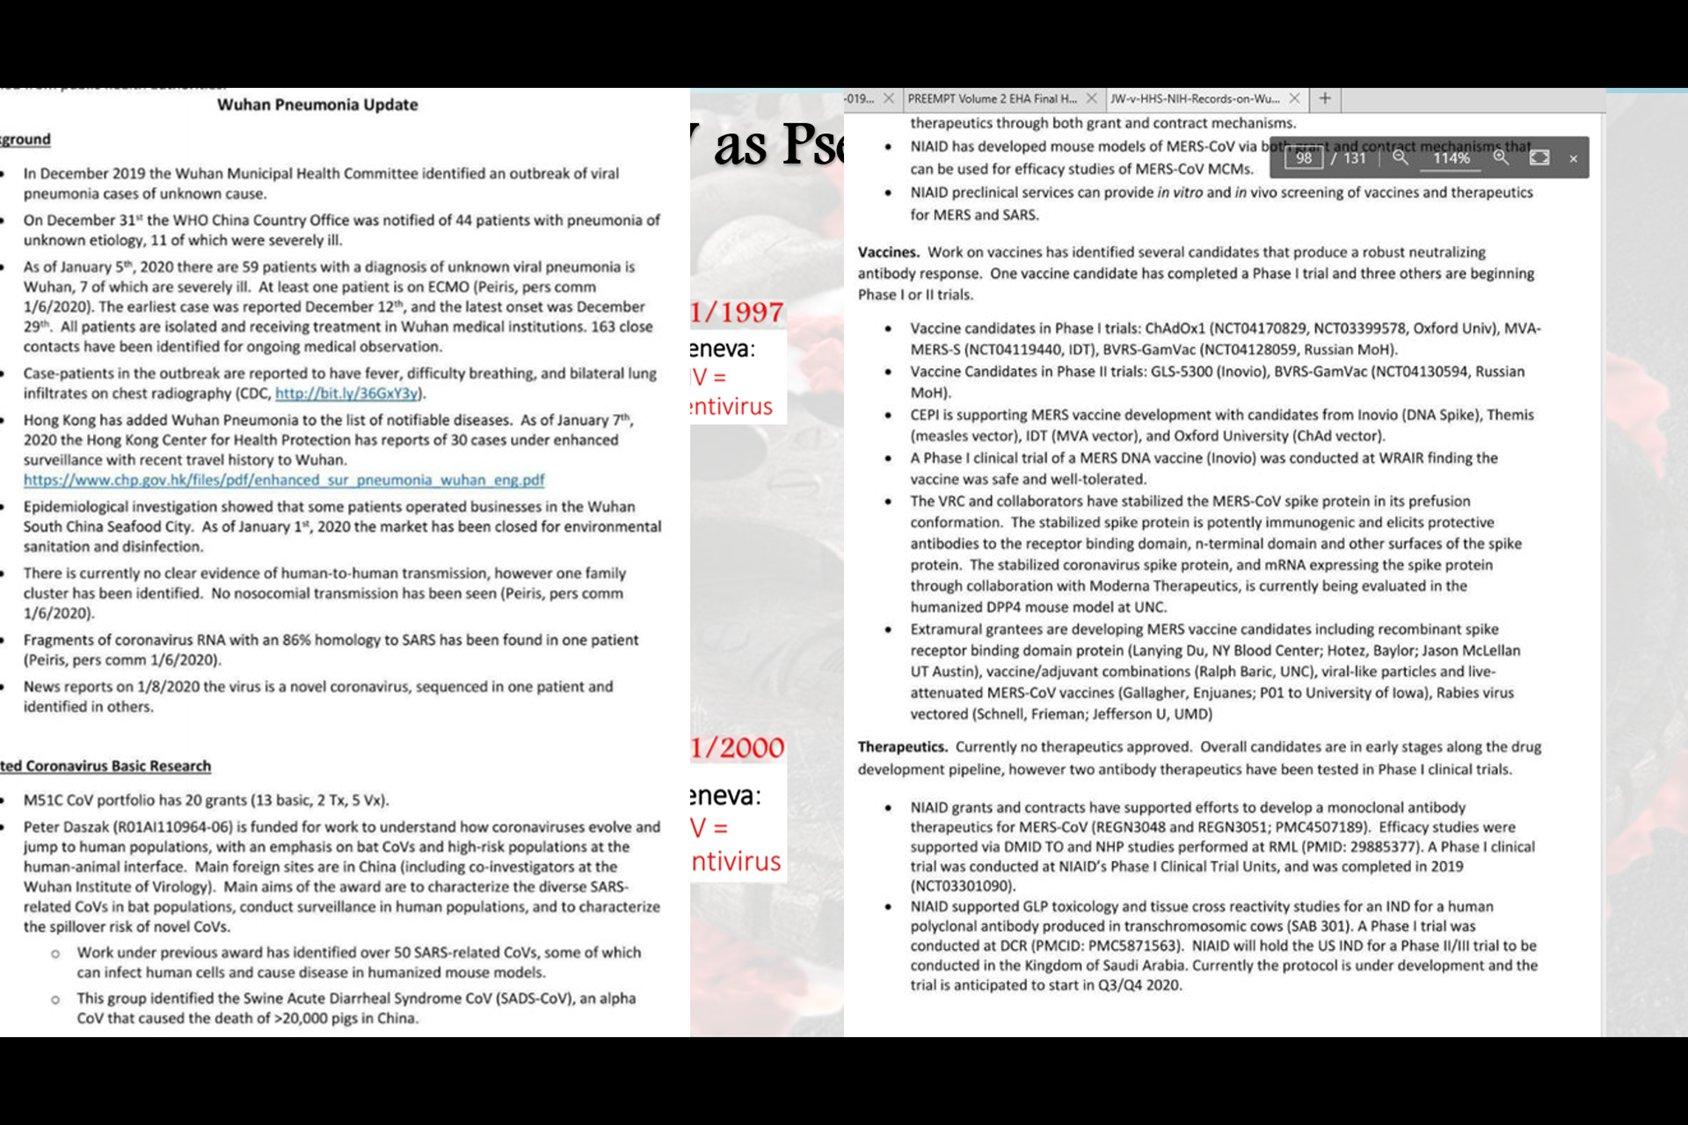 Wuhan Pneumonia Update
ground
In December 2019 the Wuhan Municipal Health Committee identified an outbreak of viral
pneumonia cases of unknown cause.
On December 31st the WHO China Country Office was notified of 44 patients with pneumonia of
unknown etiology, 11 of which were severely ill.
As of January 5th, 2020 there are 59 patients with a diagnosis of unknown viral pneumonia is
Wuhan, 7 of which are severely ill. At least one patient is on ECMO (Peiris, pers comm
1/6/2020). The earliest case was reported December 12th, and the latest onset was December
29th. All patients are isolated and receiving treatment in Wuhan medical institutions. 163 close
contacts have been identified for ongoing medical observation.
Case-patients in the outbreak are reported to have fever, difficulty breathing, and bilateral lung
infiltrates on chest radiography (CDC, http://bit.ly/36GxY3y).
Hong Kong has added Wuhan Pneumonia to the list of notifiable diseases. As of January 7th,
2020 the Hong Kong Center for Health Protection has reports of 30 cases under enhanced
surveillance with recent travel history to Wuhan.
https://www.chp.gov.hk/files/pdf/enhanced_sur_pneumonia_wuhan_eng.pdf
Epidemiological investigation showed that some patients operated businesses in the Wuhan
South China Seafood City. As of January 1st, 2020 the market has been closed for environmental
sanitation and disinfection.
There is currently no clear evidence of human-to-human transmission, however one family
cluster has been identified. No nosocomial transmission has been seen (Peiris, pers comm
1/6/2020).
Fragments of coronavirus RNA with an 86% homology to SARS has been found in one patient
(Peiris, pers comm 1/6/2020).
News reports on 1/8/2020 the virus is a novel coronavirus, sequenced in one patient and
identified in others.
ted Coronavirus Basic Research
M51C CoV portfolio has 20 grants (13 basic, 2 Tx, 5 Vx).
Peter Daszak (R01AI110964-06) is funded for work to understand how coronaviruses evolve and
jump to human populations, with an emphasis on bat CoVs and high-risk populations at the
human-animal interface. Main foreign sites are in China (including co-investigators at the
Wuhan Institute of Virology). Main aims of the award are to characterize the diverse SARS-
related CoVs in bat populations, conduct surveillance in human populations, and to characterize
the spillover risk of novel CoVs.
Work under previous award has identified over 50 SARS-related CoVs, some of which
can infect human cells and cause disease in humanized mouse models.
This group identified the Swine Acute Diarrheal Syndrome CoV (SADS-CoV), an alpha
CoV that caused the death of >20,000 pigs in China.
as Pse
1/1997
eneva:
IV =
entivirus
1/2000
eneva:
V =
ntivirus
-019...
PREEMPT Volume 2 EHA Final H...
JW-v-HHS-NIH-Records-on-Wu...
98 / 131
114%
therapeutics through both grant and contract mechanisms.
NIAID has developed mouse models of MERS-CoV via both grant and contract mechanisms that
can be used for efficacy studies of MERS-CoV MCMs.
NIAID preclinical services can provide in vitro and in vivo screening of vaccines and therapeutics
for MERS and SARS.
Vaccines. Work on vaccines has identified several candidates that produce a robust neutralizing
antibody response. One vaccine candidate has completed a Phase I trial and three others are beginning
Phase I or II trials.
Vaccine candidates in Phase I trials: ChAdOx1 (NCT04170829, NCT03399578, Oxford Univ), MVA-
MERS-S (NCT04119440, IDT), BVRS-GamVac (NCT04128059, Russian MoH).
Vaccine Candidates in Phase II trials: GLS-5300 (Inovio), BVRS-GamVac (NCT04130594, Russian
MoH).
CEPI is supporting MERS vaccine development with candidates from Inovio (DNA Spike), Themis
(measles vector), IDT (MVA vector), and Oxford University (ChAd vector).
A Phase I clinical trial of a MERS DNA vaccine (Inovio) was conducted at WRAIR finding the
vaccine was safe and well-tolerated.
The VRC and collaborators have stabilized the MERS-CoV spike protein in its prefusion
conformation. The stabilized spike protein is potently immunogenic and elicits protective
antibodies to the receptor binding domain, n-terminal domain and other surfaces of the spike
protein. The stabilized coronavirus spike protein, and mRNA expressing the spike protein
through collaboration with Moderna Therapeutics, is currently being evaluated in the
humanized DPP4 mouse model at UNC.
Extramural grantees are developing MERS vaccine candidates including recombinant spike
receptor binding domain protein (Lanying Du, NY Blood Center; Hotez, Baylor; Jason McLellan
UT Austin), vaccine/adjuvant combinations (Ralph Baric, UNC), viral-like particles and live-
attenuated MERS-CoV vaccines (Gallagher, Enjuanes; P01 to University of Iowa), Rabies virus
vectored (Schnell, Frieman; Jefferson U, UMD)
Therapeutics. Currently no therapeutics approved. Overall candidates are in early stages along the drug
development pipeline, however two antibody therapeutics have been tested in Phase I clinical trials.
NIAID grants and contracts have supported efforts to develop a monoclonal antibody
therapeutics for MERS-CoV (REGN3048 and REGN3051; PMC4507189). Efficacy studies were
supported via DMID TO and NHP studies performed at RML (PMID: 29885377). A Phase I clinical
trial was conducted at NIAID's Phase I Clinical Trial Units, and was completed in 2019
(NCT03301090).
NIAID supported GLP toxicology and tissue cross reactivity studies for an IND for a human
polyclonal antibody produced in transchromosomic cows (SAB 301). A Phase I trial was
conducted at DCR (PMCID: PMC5871563). NIAID will hold the US IND for a Phase II/III trial to be
conducted in the Kingdom of Saudi Arabia. Currently the protocol is under development and the
trial is anticipated to start in Q3/Q4 2020.